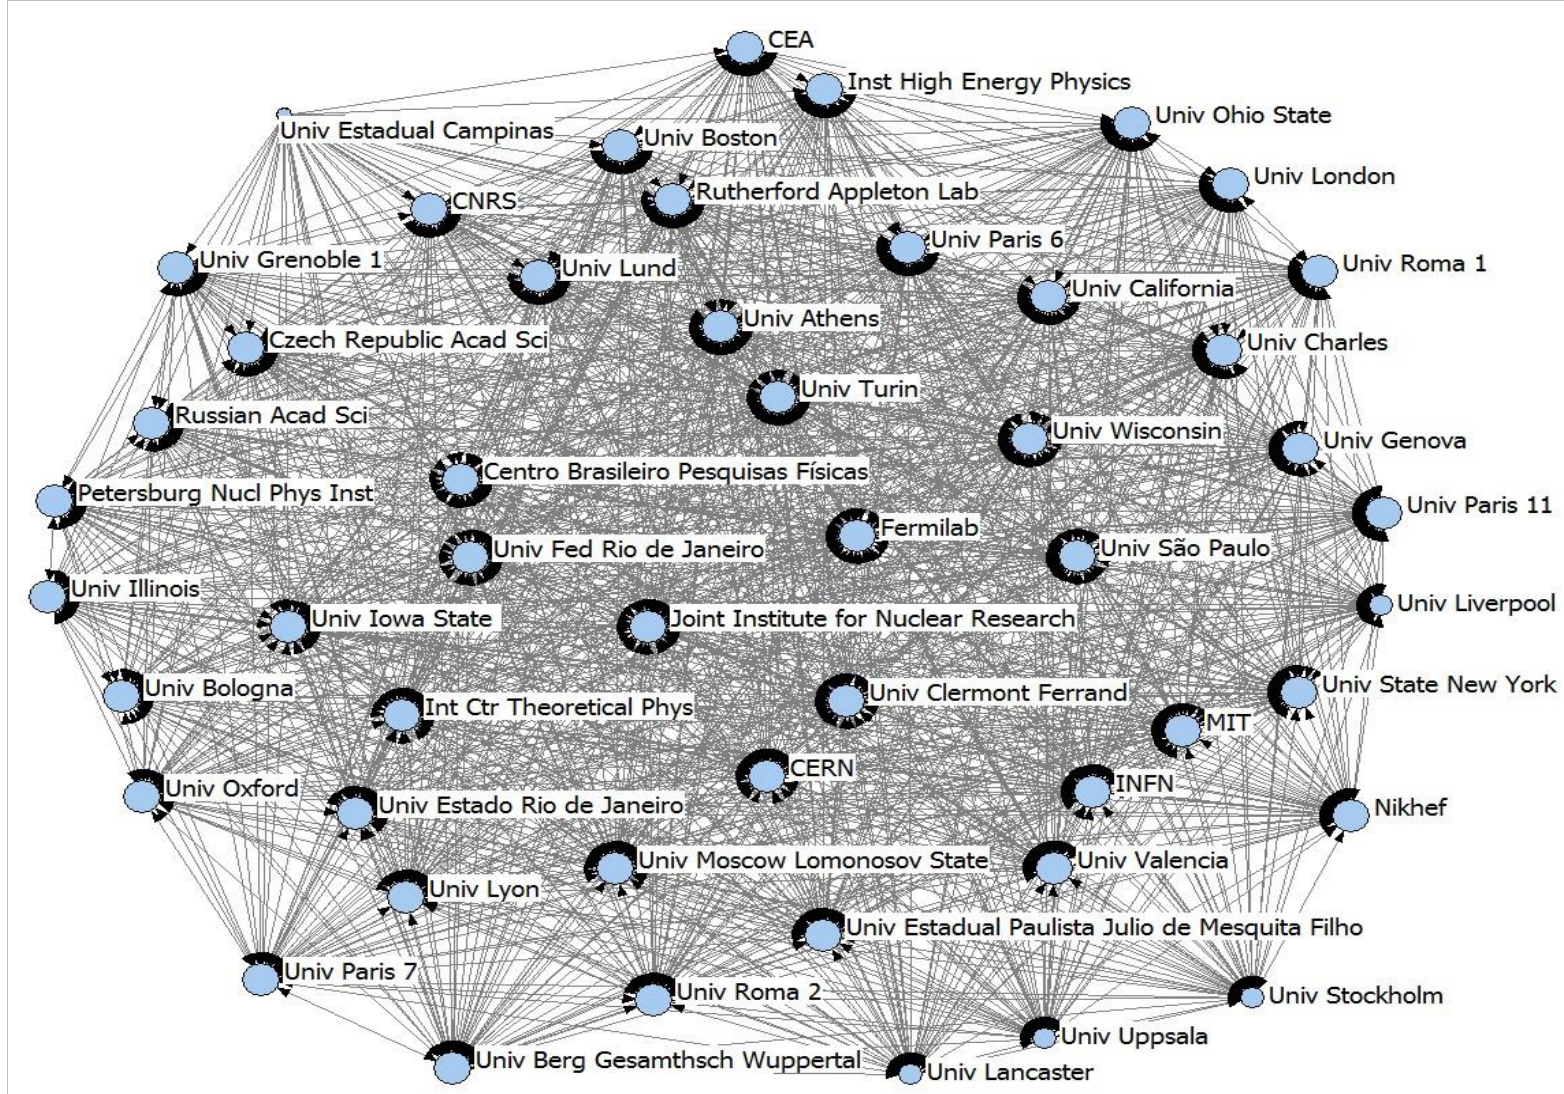 CEA
Inst High Energy Physics
Univ Ohio State
Univ Estadual Campinas
Univ Boston
Univ London
Rutherford Appleton Lab
CNRS
Univ Paris 6
Univ Grenoble 1
Univ Lund
Univ Roma 1
Univ California
Univ Athens
Czech Republic Acad Sci
Univ Charles
Univ Turin
Russian Acad Sci
Univ Wisconsin
Univ Genova
Centro Brasileiro Pesquisas Físicas
Petersburg Nucl Phys Inst
Univ Paris 11
Fermilab
Univ Fed Rio de Janeiro
Univ São Paulo
Univ Illinois
Univ Liverpool
Univ Iowa State
Joint Institute for Nuclear Research
Univ Bologna
Univ State New York
Univ Clermont Ferrand
Int Ctr Theoretical Phys
MIT
CERN
INFN
Univ Oxford
Univ Estado Rio de Janeiro
Nikhef
Univ Moscow Lomonosov State
Univ Valencia
Univ Lyon
Univ Estadual Paulista Julio de Mesquita Filho
Univ Paris 7
Univ Roma 2
Univ Stockholm
Univ Uppsala
Univ Berg Gesamthsch Wuppertal
Univ Lancaster